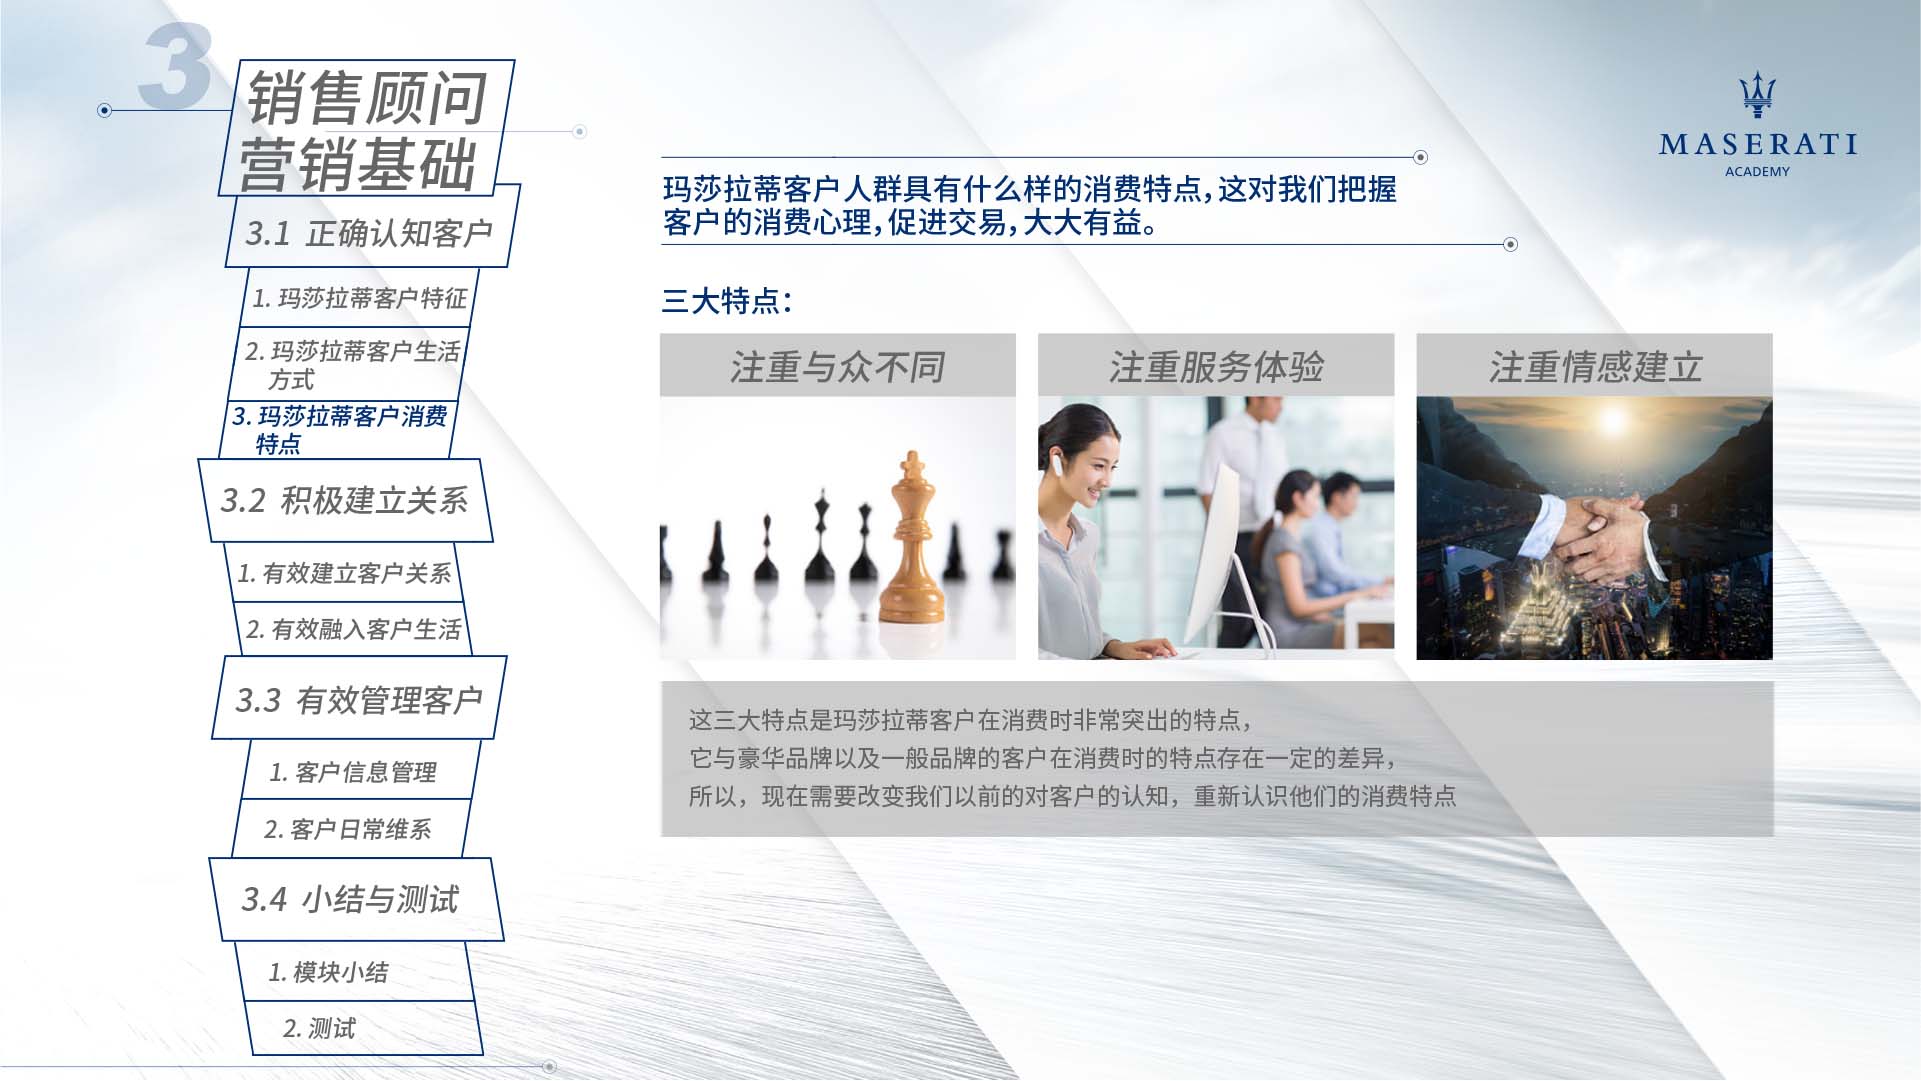 3
销售顾问
营销基础
3.1 正确认知客户
1. 玛莎拉蒂客户特征
2. 玛莎拉蒂客户生活
方式
3. 玛莎拉蒂客户消费
特点
3.2 积极建立关系
1. 有效建立客户关系
2. 有效融入客户生活
3.3 有效管理客户
1. 客户信息管理
2. 客户日常维系
3.4 小结与测试
1. 模块小结
2. 测试
MASERATI
ACADEMY
玛莎拉蒂客户人群具有什么样的消费特点，这对我们把握
客户的消费心理，促进交易，大大有益。
三大特点：
注重与众不同
注重服务体验
注重情感建立
这三大特点是玛莎拉蒂客户在消费时非常突出的特点，
它与豪华品牌以及一般品牌的客户在消费时的特点存在一定的差异，
所以，现在需要改变我们以前的对客户的认知，重新认识他们的消费特点